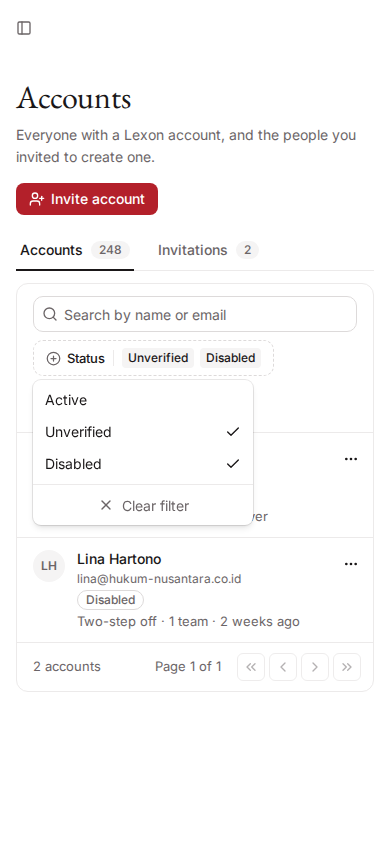 Accounts
Everyone with a Lexon account, and the people you
invited to create one.
Invite account
Accounts 248 Invitations 2
Search by name or email
Status Unverified Disabled
Active
Unverified
Disabled
Clear filter
LH Lina Hartono
lina@hukum-nusantara.co.id
Disabled
Two-step off · 1 team · 2 weeks ago
2 accounts Page 1 of 1